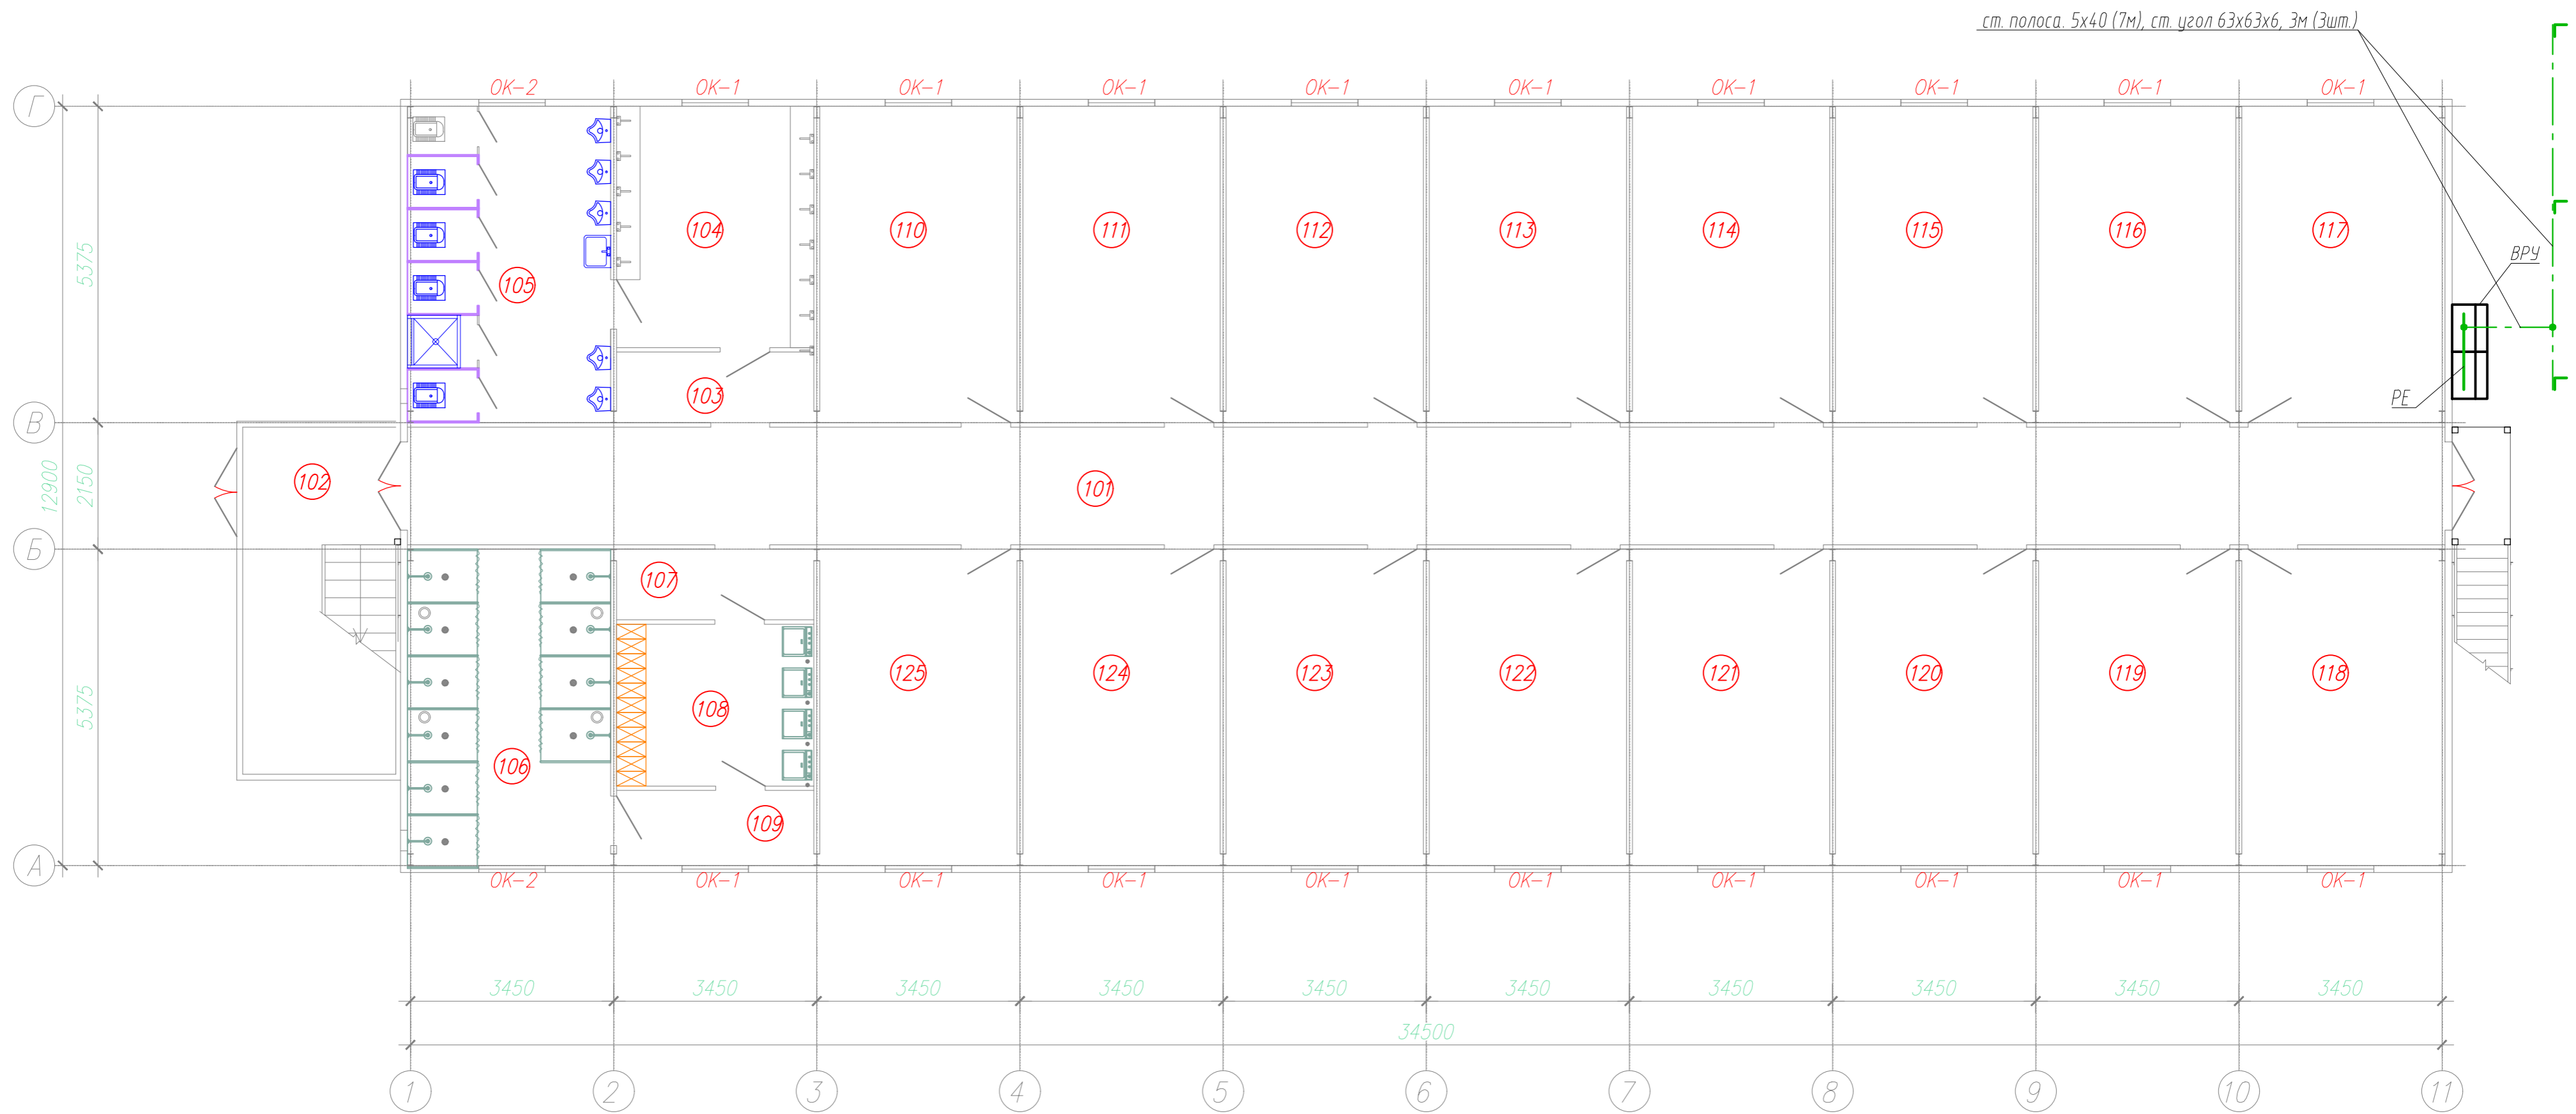 ст. полоса. 5х40 (7м), ст. угол 63х63х6, 3м (3шт.)
ОК-2 ОК-1 ОК-1 ОК-1 ОК-1 ОК-1 ОК-1 ОК-1 ОК-1 ОК-1
Г
104 110 111 112 113 114 115 116 117
ВРУ
5375
105
103
РЕ
В
102
101
12900
2150
Б
107
125 124 123 122 121 120 119 118
5375
108
106
109
А
ОК-2 ОК-1 ОК-1 ОК-1 ОК-1 ОК-1 ОК-1 ОК-1 ОК-1 ОК-1
3450 3450 3450 3450 3450 3450 3450 3450 3450 3450
34500
1 2 3 4 5 6 7 8 9 10 11